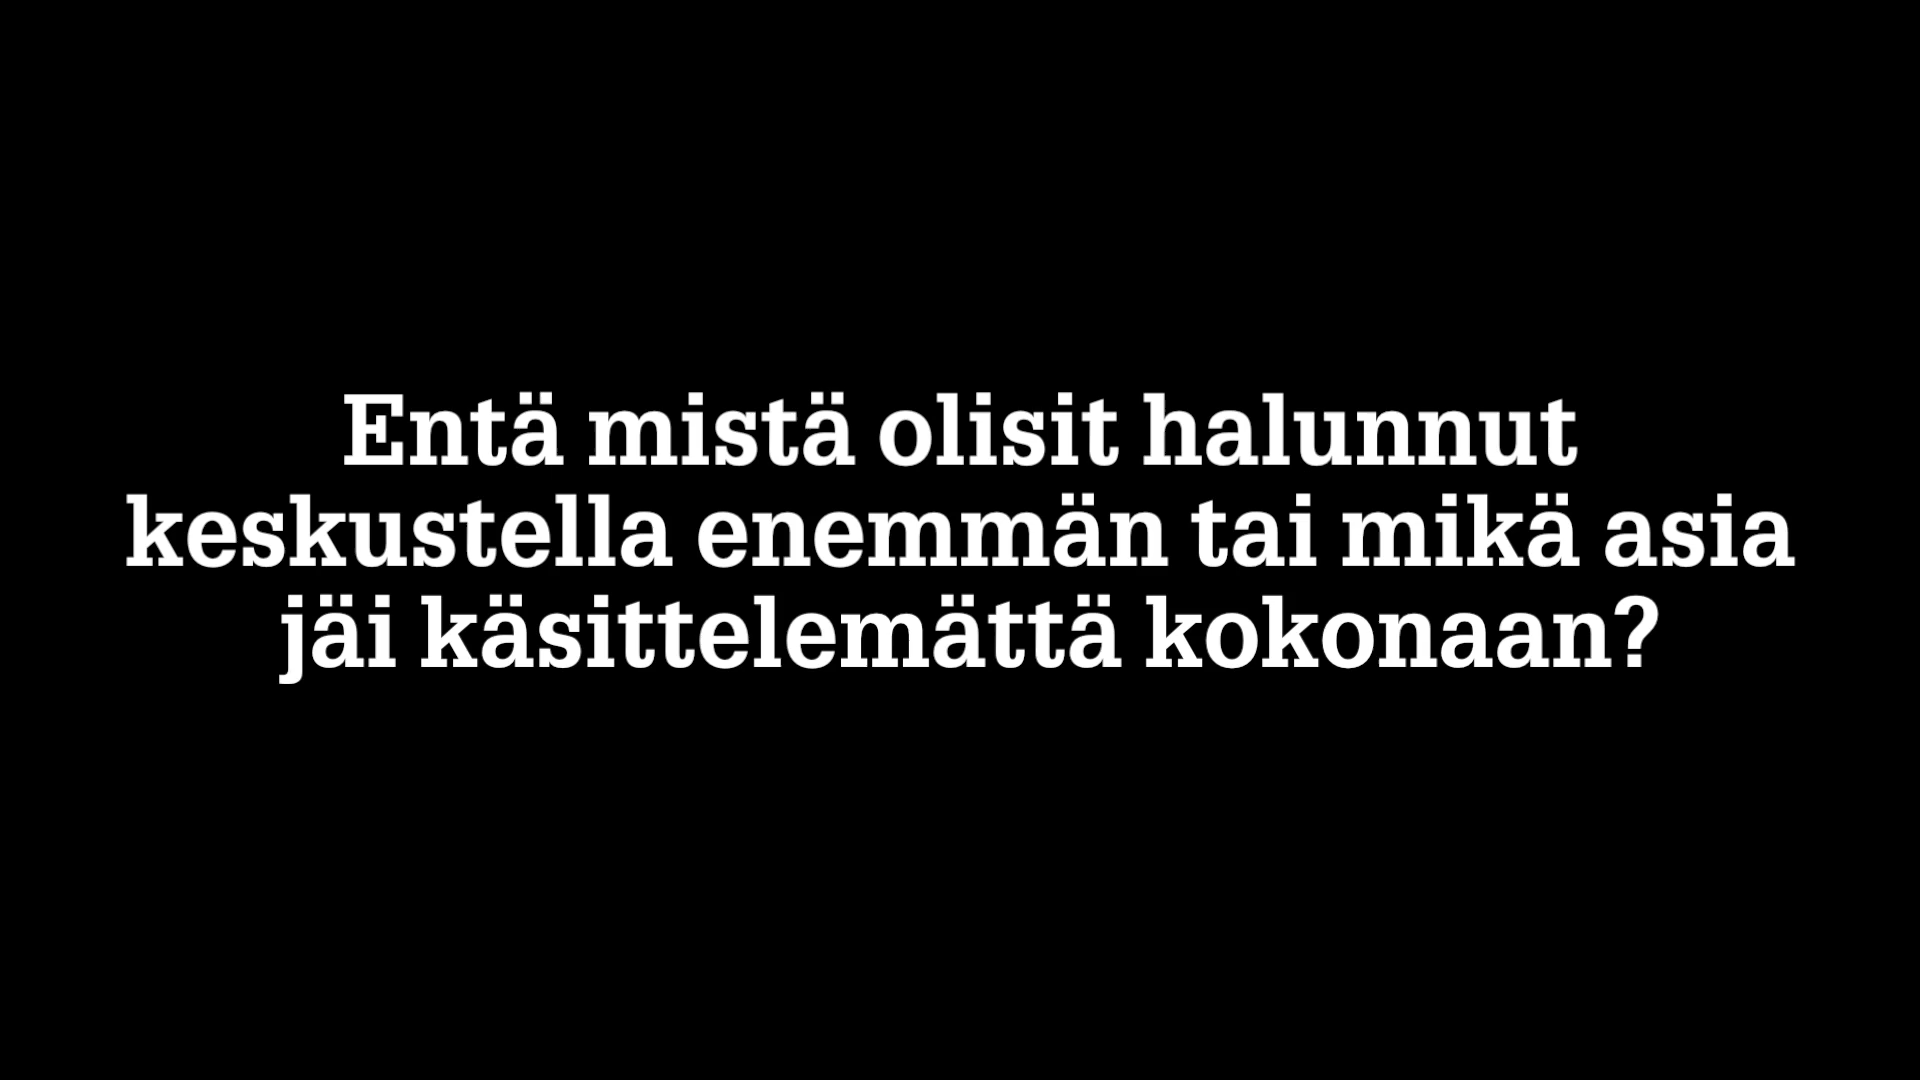 Entä mistä olisit halunnut
keskustella enemmän tai mikä asia
jäi käsittelemättä kokonaan?